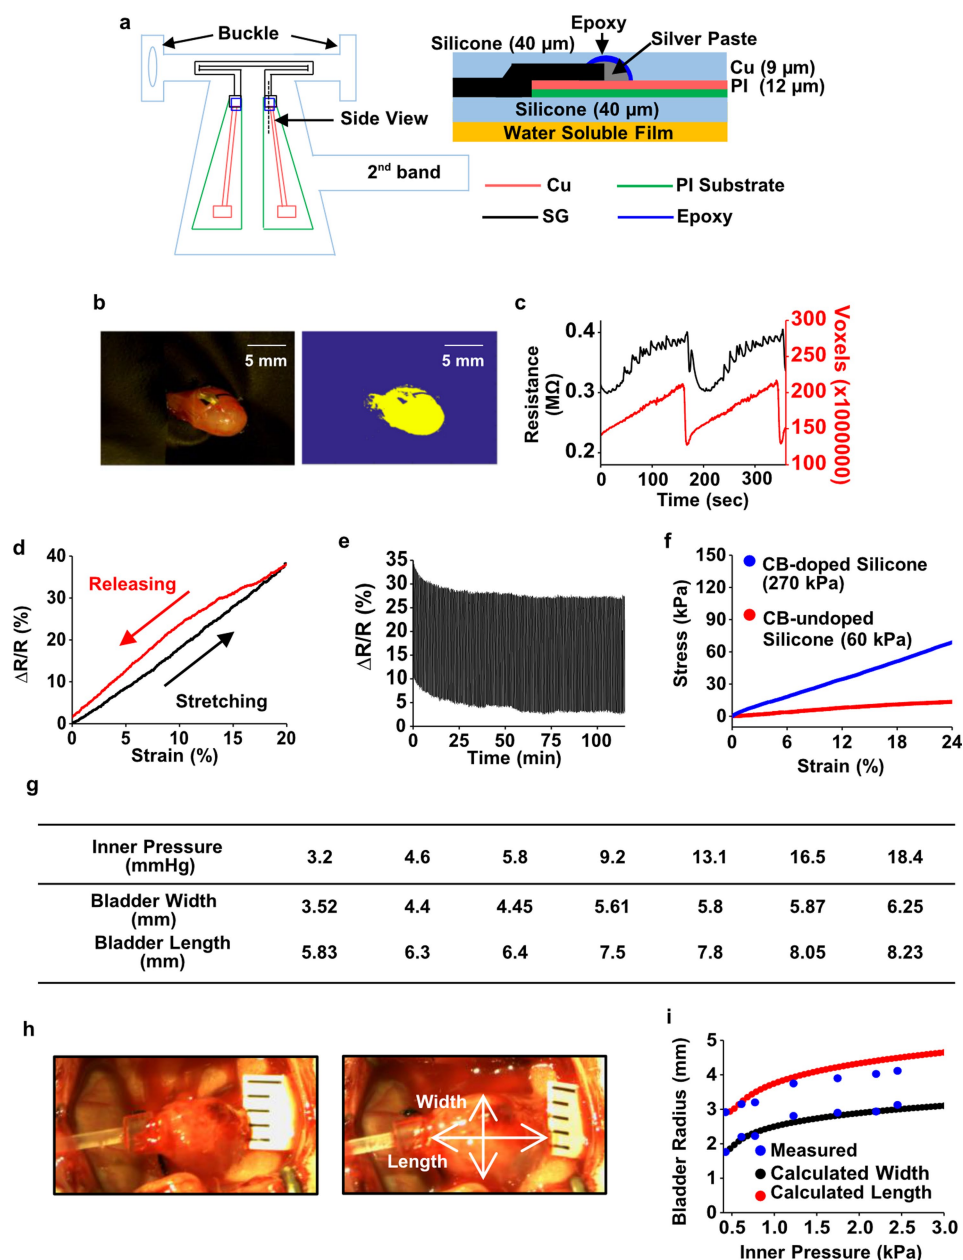 a
Buckle
Side View
2nd band
Epoxy
Silicone (40 µm)
Silver Paste
Cu (9 µm)
PI (12 µm)
Silicone (40 µm)
Water Soluble Film
Cu
PI Substrate
SG
Epoxy
b
5 mm
5 mm
c
Resistance
(MΩ)
0.4
0.3
0.2
0
100
200
300
Time (sec)
300
250
200
150
100
Voxels (x1000000)
d
ΔR/R (%)
40
30
20
10
0
Releasing
Stretching
0
5
10
15
20
Strain (%)
e
ΔR/R (%)
35
30
25
20
15
10
5
0
0
25
50
75
100
Time (min)
f
Stress (kPa)
150
120
90
60
30
0
CB-doped Silicone
(270 kPa)
CB-undoped
Silicone (60 kPa)
0
6
12
18
24
Strain (%)
g
Inner Pressure
(mmHg)
3.2 4.6 5.8 9.2 13.1 16.5 18.4
Bladder Width
(mm)
3.52 4.4 4.45 5.61 5.8 5.87 6.25
Bladder Length
(mm)
5.83 6.3 6.4 7.5 7.8 8.05 8.23
h
Width
Length
i
Bladder Radius (mm)
5
4
3
2
1
0
Measured
Calculated Width
Calculated Length
0.5
1.0
1.5
2.0
2.5
3.0
Inner Pressure (kPa)